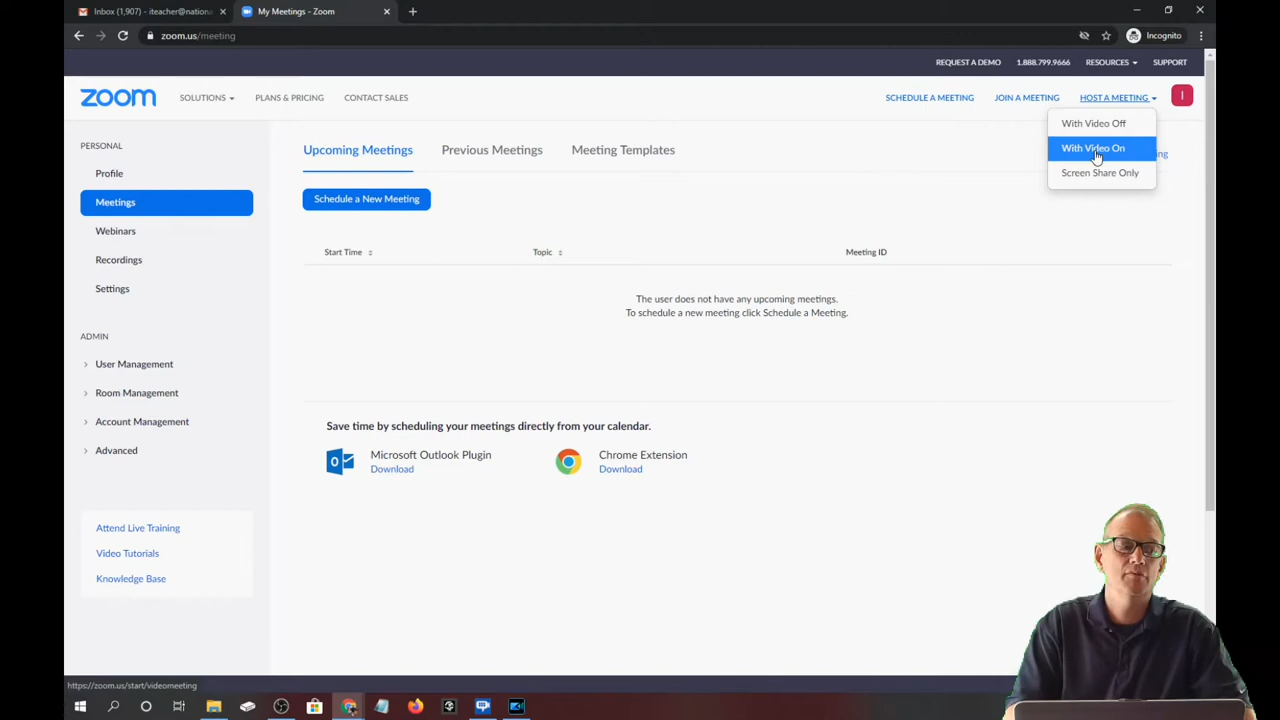 Inbox (1,907) - iteacher@nation
My Meetings - Zoom
zoom.us/meeting
Incognito
REQUEST A DEMO
1.888.799.9666
RESOURCES
SUPPORT
zoom
SOLUTIONS
PLANS & PRICING
CONTACT SALES
SCHEDULE A MEETING
JOIN A MEETING
HOST A MEETING
I
With Video Off
With Video On
Screen Share Only
PERSONAL
Profile
Meetings
Webinars
Recordings
Settings
ADMIN
User Management
Room Management
Account Management
Advanced
Attend Live Training
Video Tutorials
Knowledge Base
Upcoming Meetings
Previous Meetings
Meeting Templates
ng
Schedule a New Meeting
Start Time
Topic
Meeting ID
The user does not have any upcoming meetings.
To schedule a new meeting click Schedule a Meeting.
Save time by scheduling your meetings directly from your calendar.
Microsoft Outlook Plugin
Download
Chrome Extension
Download
https://zoom.us/start/videomeeting